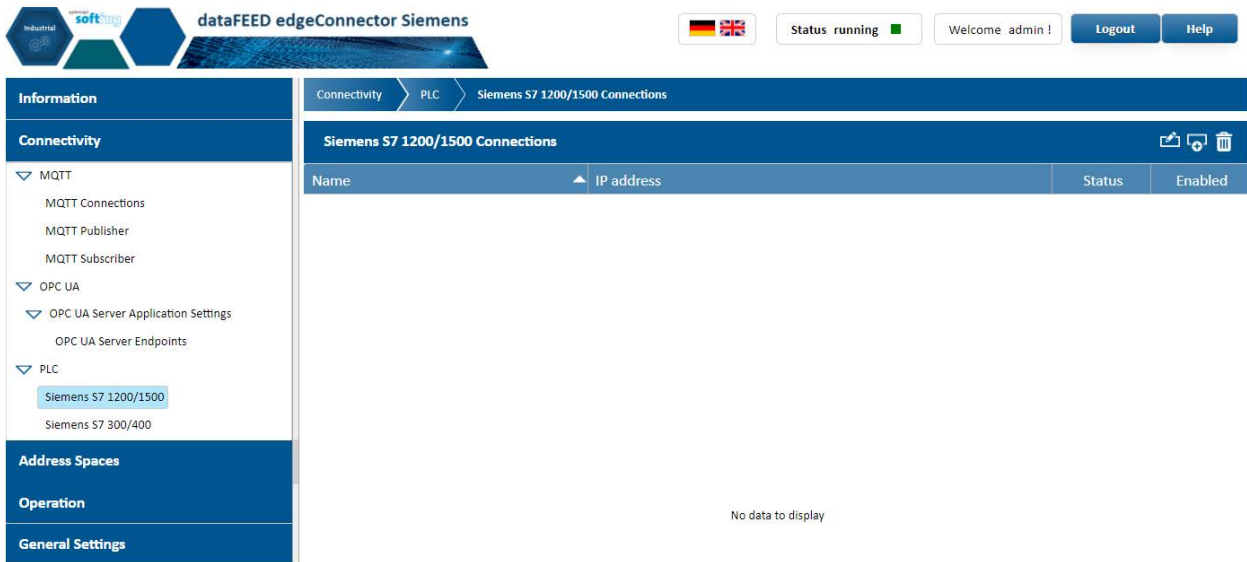 Industrial
softing
dataFEED edgeConnector Siemens
Status running
Welcome admin !
Logout
Help
Information
Connectivity
MQTT
MQTT Connections
MQTT Publisher
MQTT Subscriber
OPC UA
OPC UA Server Application Settings
OPC UA Server Endpoints
PLC
Siemens S7 1200/1500
Siemens S7 300/400
Address Spaces
Operation
General Settings
Connectivity PLC Siemens S7 1200/1500 Connections
Siemens S7 1200/1500 Connections
Name IP address Status Enabled
No data to display